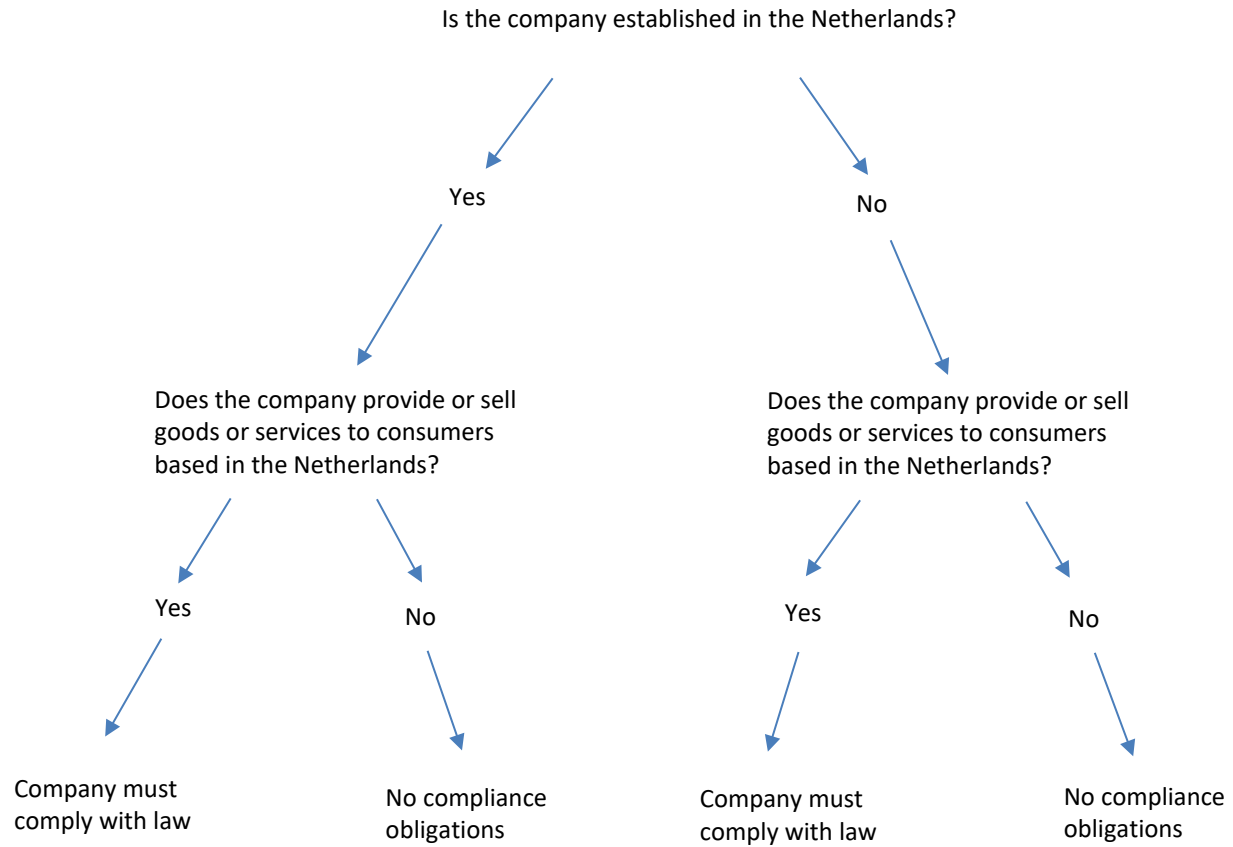 Is the company established in the Netherlands?
Yes
No
Does the company provide or sell
goods or services to consumers
based in the Netherlands?
Does the company provide or sell
goods or services to consumers
based in the Netherlands?
Yes
No
Yes
No
Company must
comply with law
No compliance
obligations
Company must
comply with law
No compliance
obligations